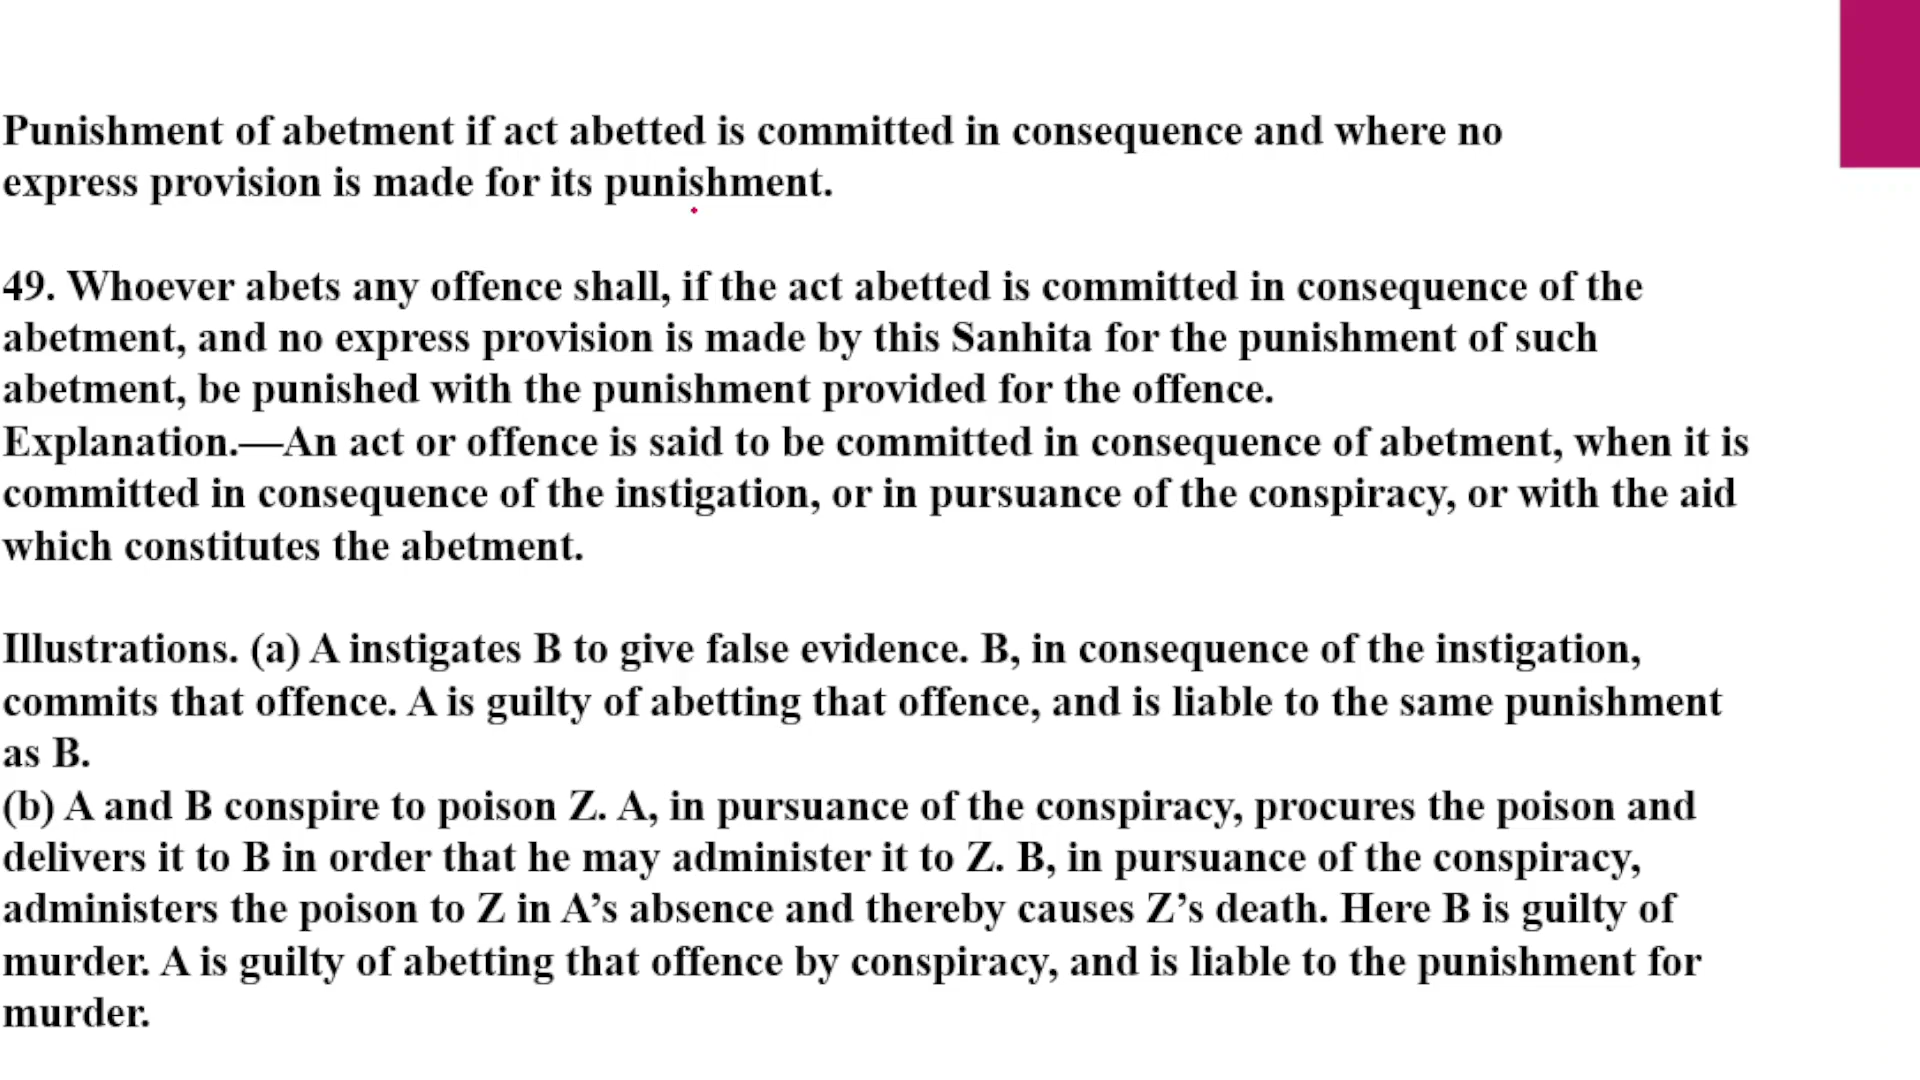 Punishment of abetment if act abetted is committed in consequence and where no
express provision is made for its punishment.
49. Whoever abets any offence shall, if the act abetted is committed in consequence of the
abetment, and no express provision is made by this Sanhita for the punishment of such
abetment, be punished with the punishment provided for the offence.
Explanation.—An act or offence is said to be committed in consequence of abetment, when it is
committed in consequence of the instigation, or in pursuance of the conspiracy, or with the aid
which constitutes the abetment.
Illustrations. (a) A instigates B to give false evidence. B, in consequence of the instigation,
commits that offence. A is guilty of abetting that offence, and is liable to the same punishment
as B.
(b) A and B conspire to poison Z. A, in pursuance of the conspiracy, procures the poison and
delivers it to B in order that he may administer it to Z. B, in pursuance of the conspiracy,
administers the poison to Z in A’s absence and thereby causes Z’s death. Here B is guilty of
murder. A is guilty of abetting that offence by conspiracy, and is liable to the punishment for
murder.